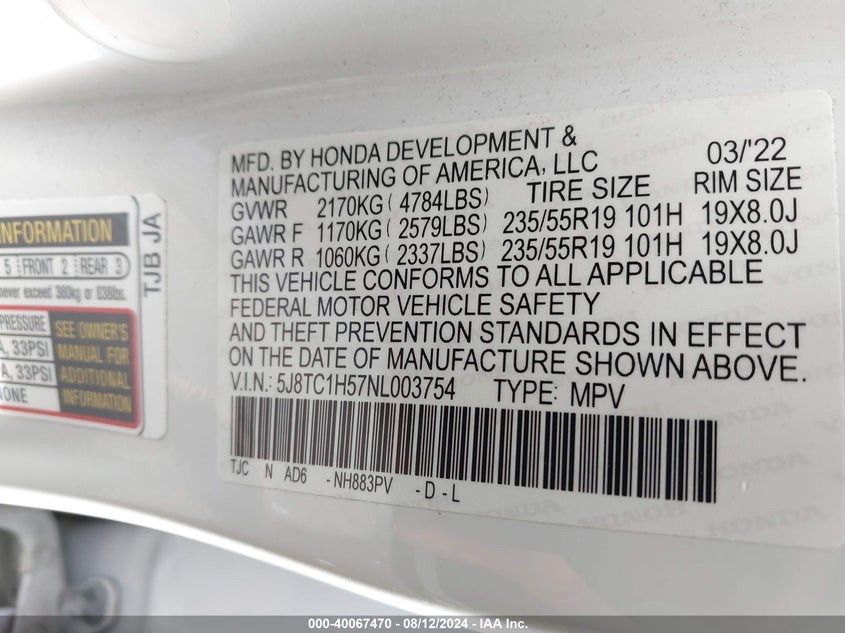 MFD. BY HONDA DEVELOPMENT &
MANUFACTURING OF AMERICA, LLC 03/'22
GVWR 2170KG ( 4784LBS) TIRE SIZE RIM SIZE
GAWR F 1170KG ( 2579LBS) 235/55R19 101H 19X8.0J
GAWR R 1060KG ( 2337LBS) 235/55R19 101H 19X8.0J
THIS VEHICLE CONFORMS TO ALL APPLICABLE
FEDERAL MOTOR VEHICLE SAFETY
AND THEFT PREVENTION STANDARDS IN EFFECT
ON THE DATE OF MANUFACTURE SHOWN ABOVE.
V.I.N.: 5J8TC1H57NL003754 TYPE: MPV
TJC N AD6 -NH883PV -D-L
INFORMATION
5 FRONT 2 REAR 3
never exceed 380kg or 838lbs.
PRESSURE
33PSI
33PSI
NONE
SEE OWNER'S
MANUAL FOR
ADDITIONAL
INFORMATION
TJB JA
HONDA
000-40067470 - 08/12/2024 - IAA Inc.